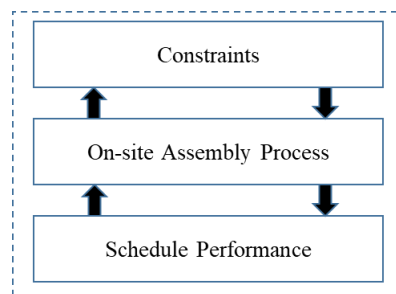 Constraints
On-site Assembly Process
Schedule Performance